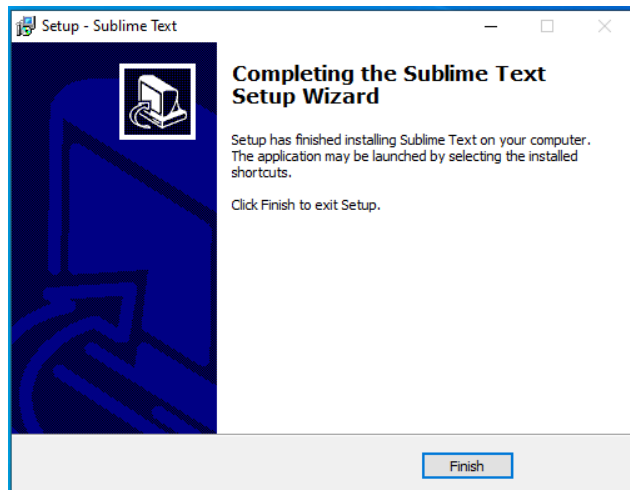 Setup - Sublime Text
Completing the Sublime Text
Setup Wizard
Setup has finished installing Sublime Text on your computer.
The application may be launched by selecting the installed
shortcuts.
Click Finish to exit Setup.
Finish